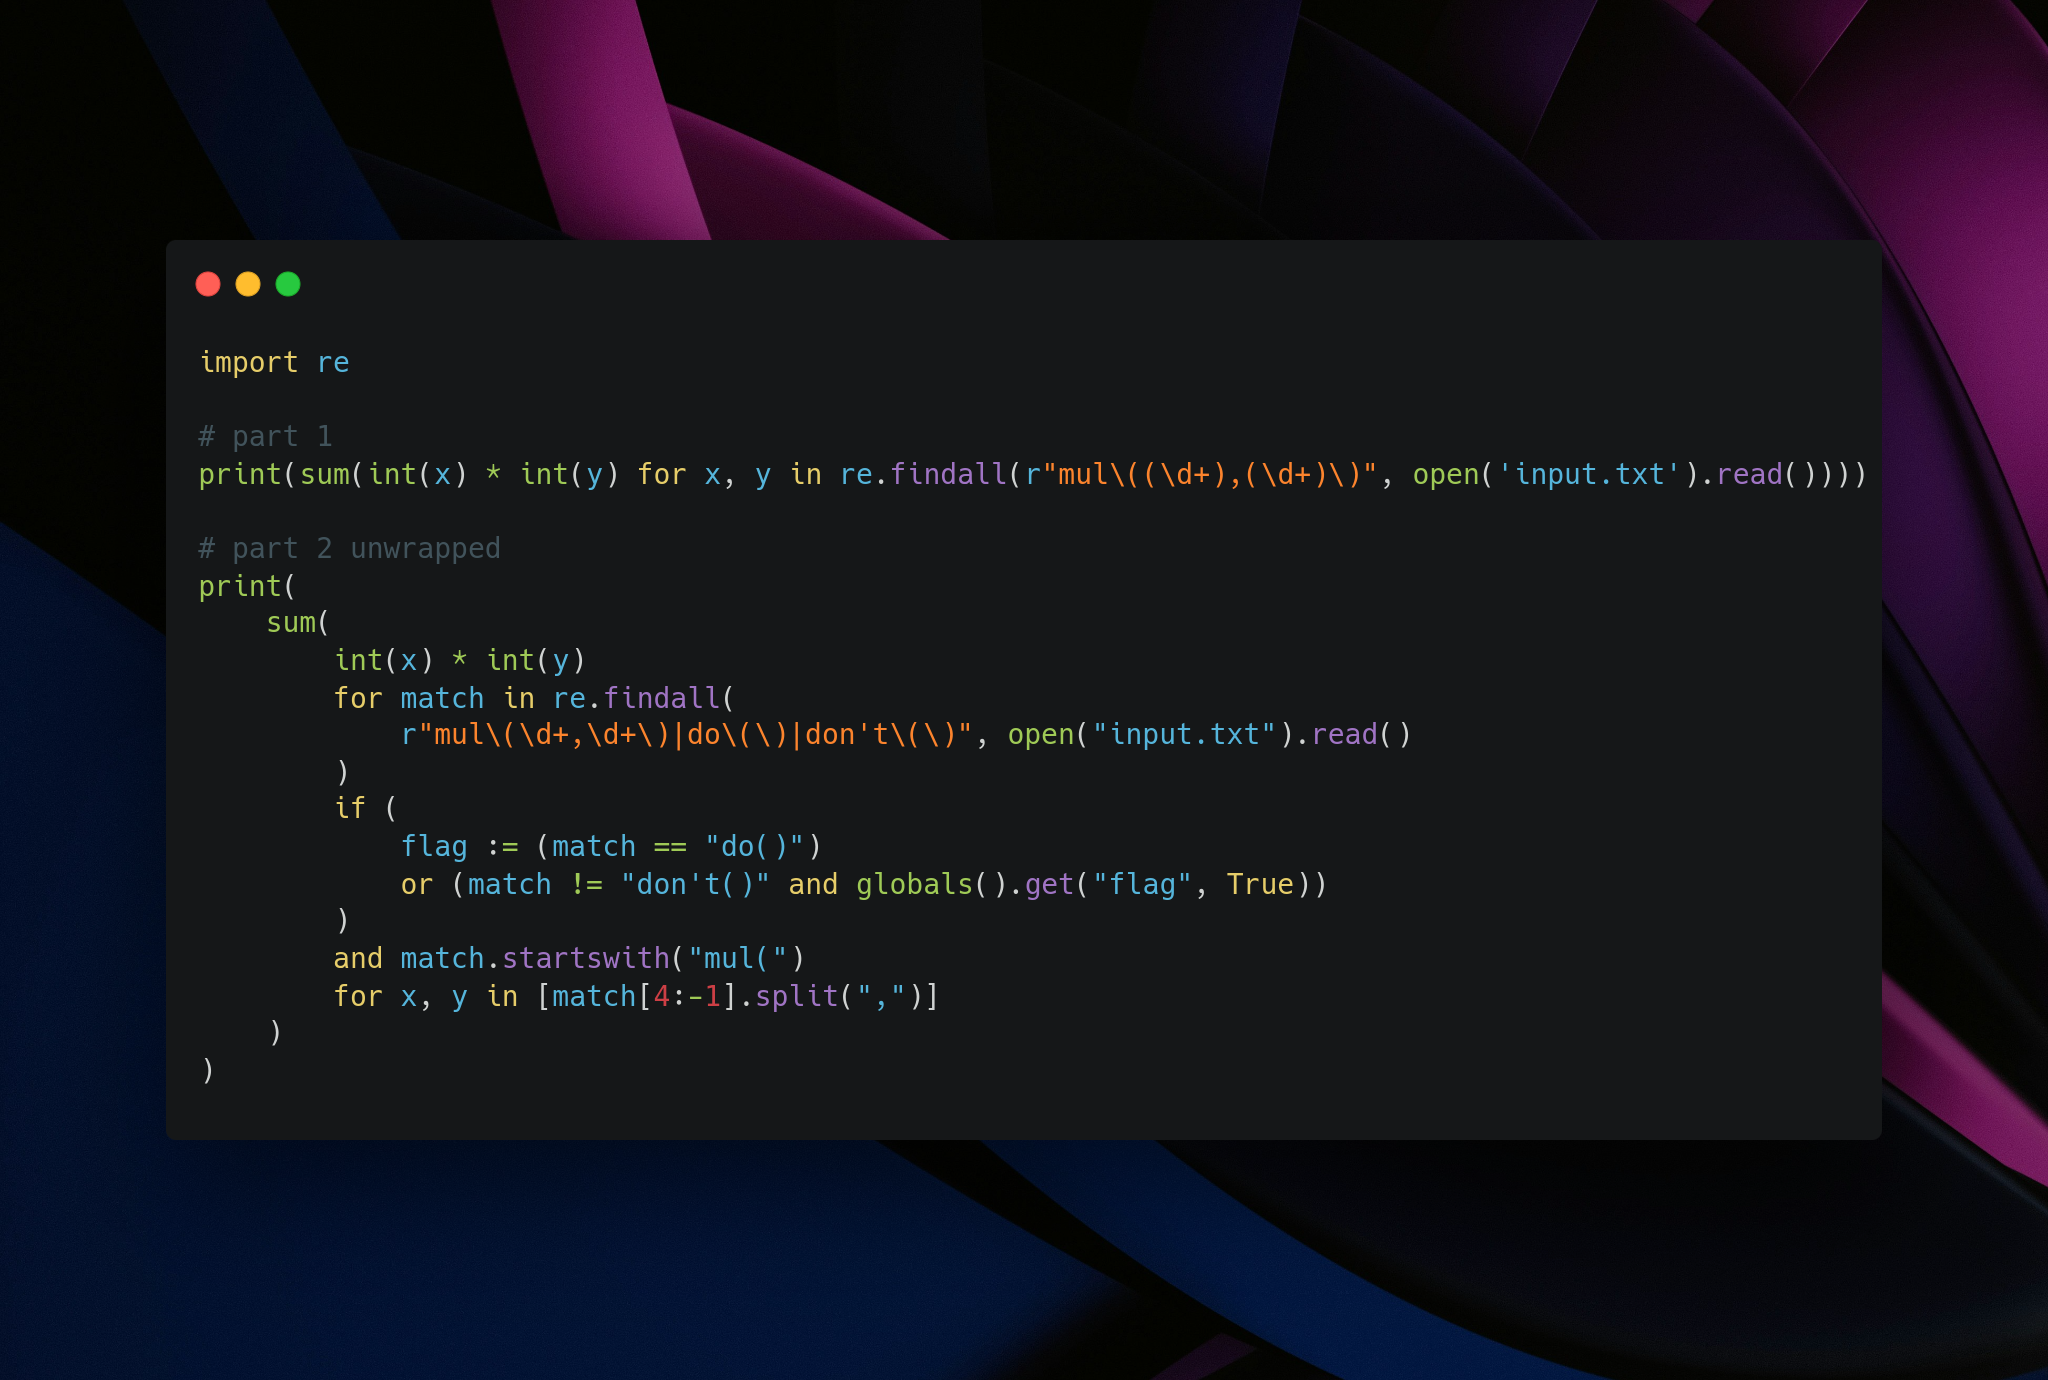 import re

# part 1
print(sum(int(x) * int(y) for x, y in re.findall(r"mul\((\d+),(\d+)\)", open('input.txt').read())))

# part 2 unwrapped
print(
    sum(
        int(x) * int(y)
        for match in re.findall(
            r"mul\(\d+,\d+\)|do\(\)|don't\(\)", open("input.txt").read()
        )
        if (
            flag := (match == "do()")
            or (match != "don't()" and globals().get("flag", True))
        )
        and match.startswith("mul(")
        for x, y in [match[4:-1].split(",")]
    )
)